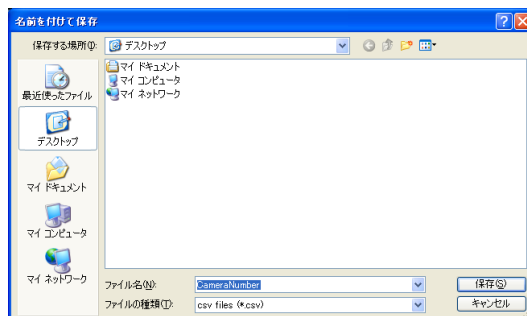 名前を付けて保存
保存する場所(I):
デスクトップ
最近使ったファイル
デスクトップ
マイ ドキュメント
マイ コンピュータ
マイ ネットワーク
マイ ドキュメント
マイ コンピュータ
マイ ネットワーク
ファイル名(N):
CameraNumber
保存(S)
ファイルの種類(T):
csv files (*.csv)
キャンセル